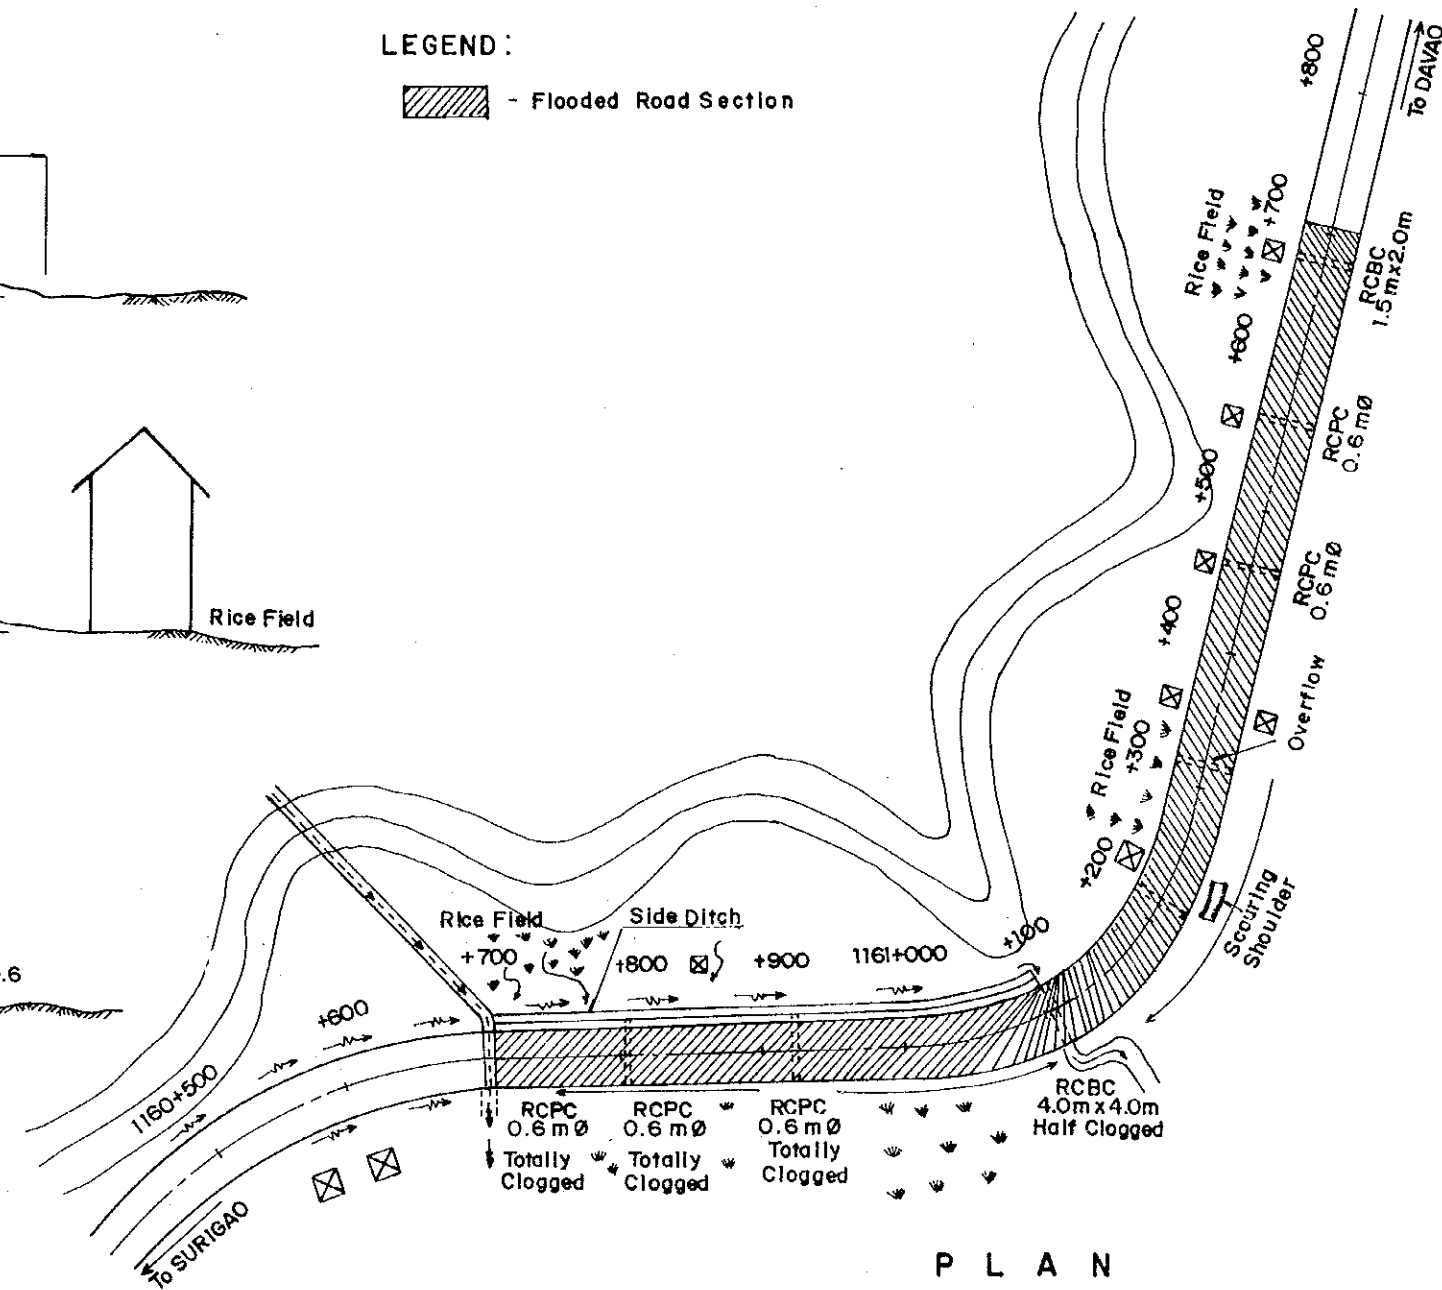 LEGEND:
- Flooded Road Section
Rice Field
.6
+800
To DAVAO
Rice Field
+700
RCBC
1.5 m x 2.0m
+600
RCPC
0.6 mØ
+500
RCPC
0.6 mØ
+400
Overflow
Rice Field
+300
+200
Scouring
Shoulder
Rice Field
Side Ditch
+700
+800
+900
1161+000
+100
+600
1160+500
RCPC
0.6 mØ
Totally
Clogged
RCPC
0.6 mØ
Totally
Clogged
RCPC
0.6 mØ
Totally
Clogged
RCBC
4.0m x 4.0m
Half Clogged
To SURIGAO
PLAN